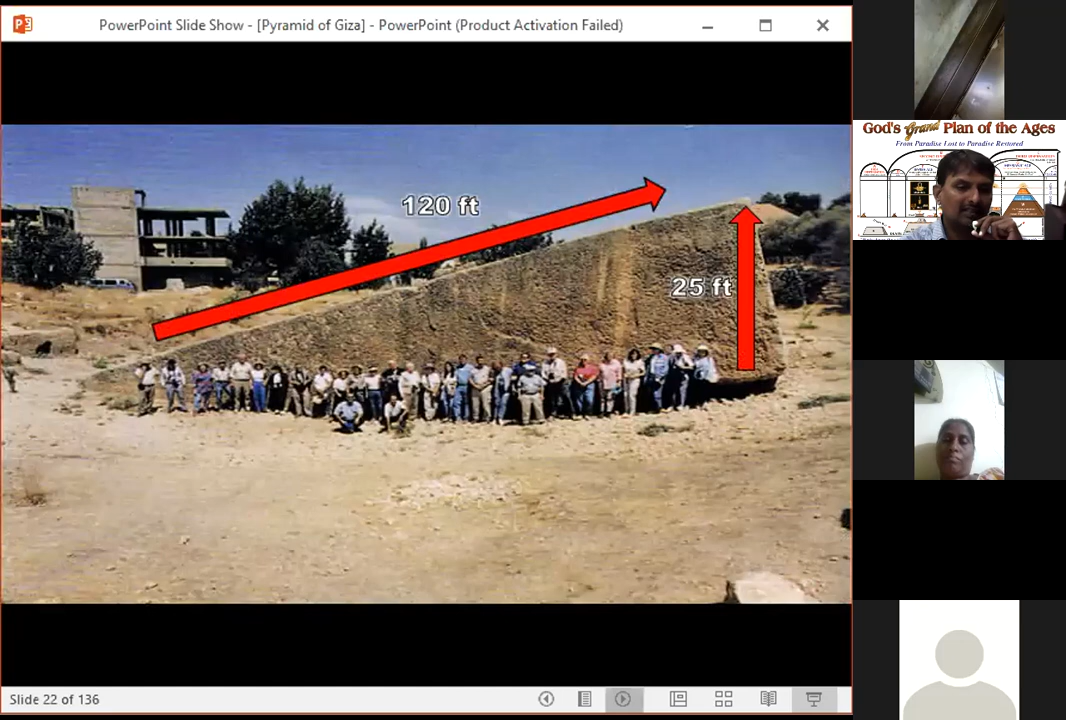 PowerPoint Slide Show - [Pyramid of Giza] - PowerPoint (Product Activation Failed)
120 ft
25 ft
Slide 22 of 136
God's Grand Plan of the Ages
From Paradise Lost to Paradise Restored